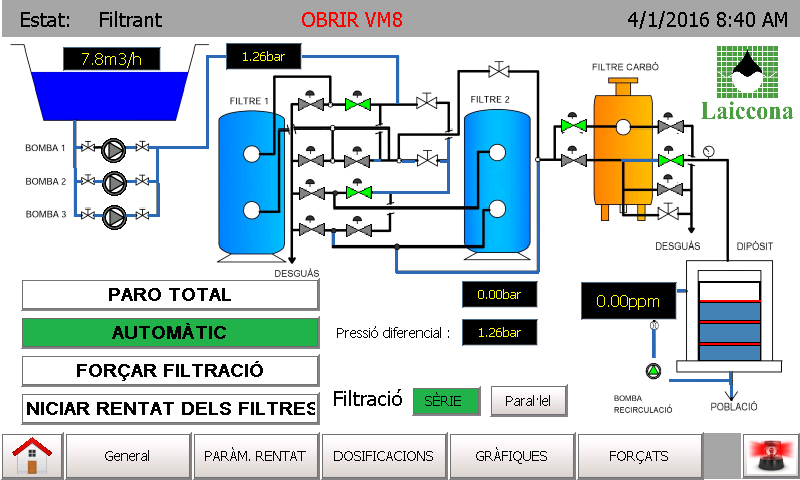 Estat: Filtrant OBRIR VM8 4/1/2016 8:40 AM
7.8m3/h
1.26bar
FILTRE CARBÓ
Laiccona
FILTRE 1
FILTRE 2
BOMBA 1
BOMBA 2
BOMBA 3
DESGUÀS
DIPÒSIT
DESGUÀS
PARO TOTAL
0.00bar
0.00ppm
AUTOMÀTIC
Pressió diferencial : 1.26bar
FORÇAR FILTRACIÓ
NICIAR RENTAT DELS FILTRES
Filtració SÈRIE Paral·lel
BOMBA
RECIRCULACIÓ
POBLACIÓ
General PARÀM. RENTAT DOSIFICACIONS GRÀFIQUES FORÇATS